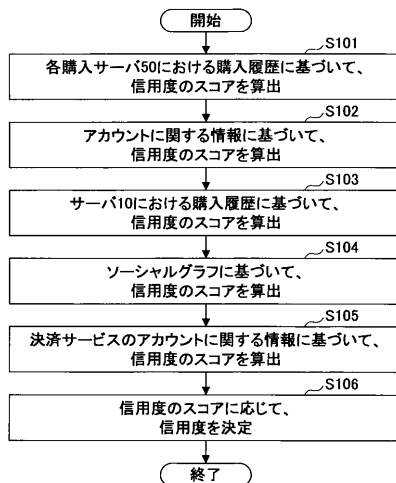 開始
S101
各購入サーバ50における購入履歴に基づいて、
信用度のスコアを算出
S102
アカウントに関する情報に基づいて、
信用度のスコアを算出
S103
サーバ10における購入履歴に基づいて、
信用度のスコアを算出
S104
ソーシャルグラフに基づいて、
信用度のスコアを算出
S105
決済サービスのアカウントに関する情報に基づいて、
信用度のスコアを算出
S106
信用度のスコアに応じて、
信用度を決定
終了